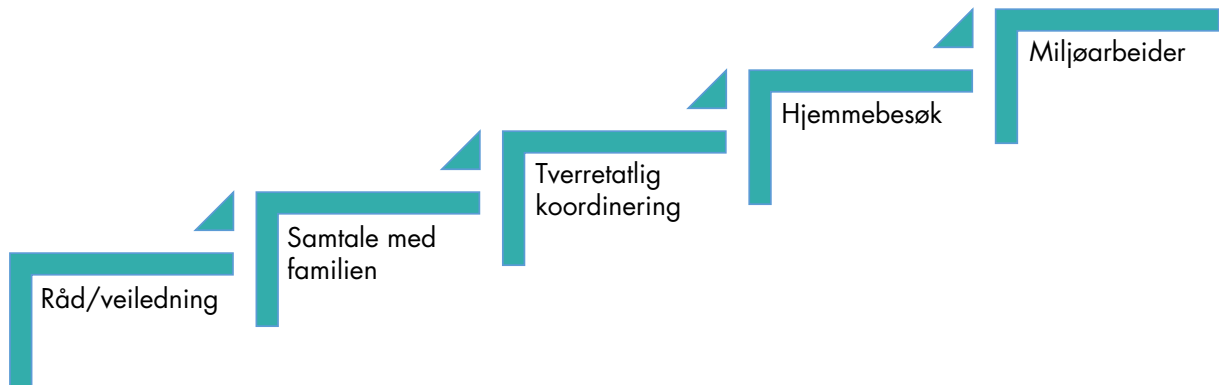 Råd/veiledning
Samtale med
familien
Tverretatlig
koordinering
Hjemmebesøk
Miljøarbeider